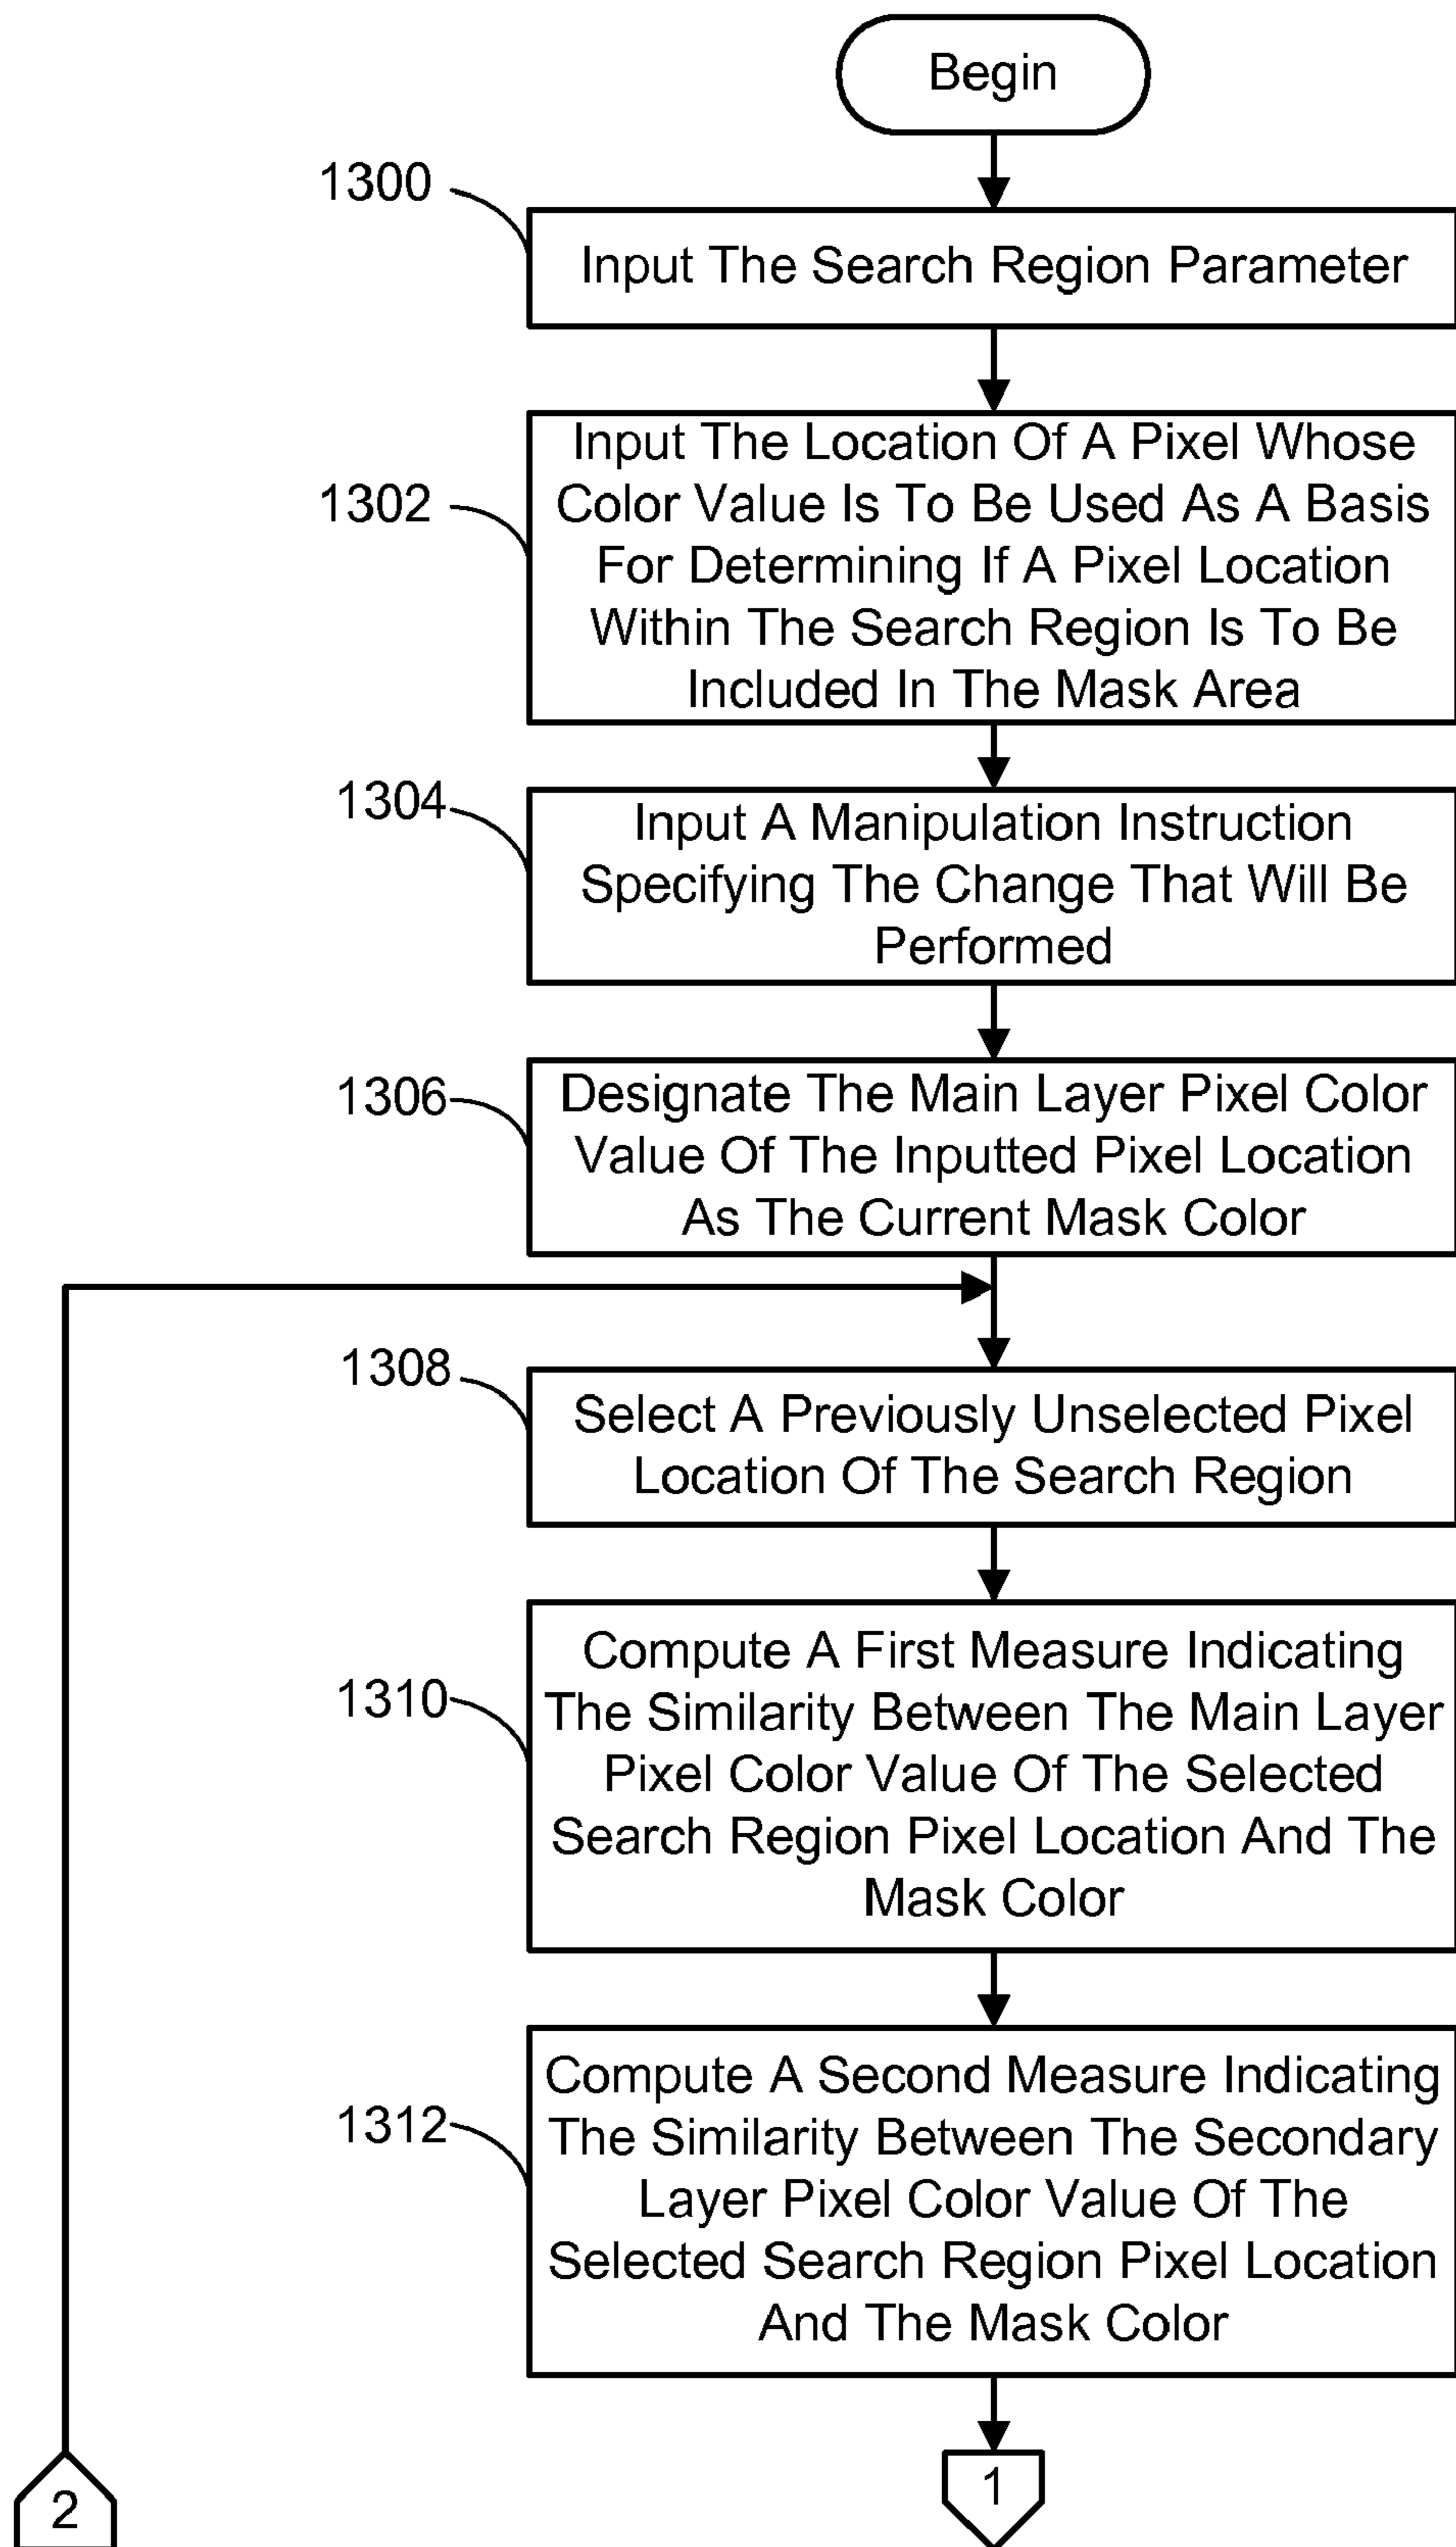 Begin
1300
Input The Search Region Parameter
1302
Input The Location Of A Pixel Whose
Color Value Is To Be Used As A Basis
For Determining If A Pixel Location
Within The Search Region Is To Be
Included In The Mask Area
1304
Input A Manipulation Instruction
Specifying The Change That Will Be
Performed
1306
Designate The Main Layer Pixel Color
Value Of The Inputted Pixel Location
As The Current Mask Color
1308
Select A Previously Unselected Pixel
Location Of The Search Region
1310
Compute A First Measure Indicating
The Similarity Between The Main Layer
Pixel Color Value Of The Selected
Search Region Pixel Location And The
Mask Color
1312
Compute A Second Measure Indicating
The Similarity Between The Secondary
Layer Pixel Color Value Of The
Selected Search Region Pixel Location
And The Mask Color
2
1